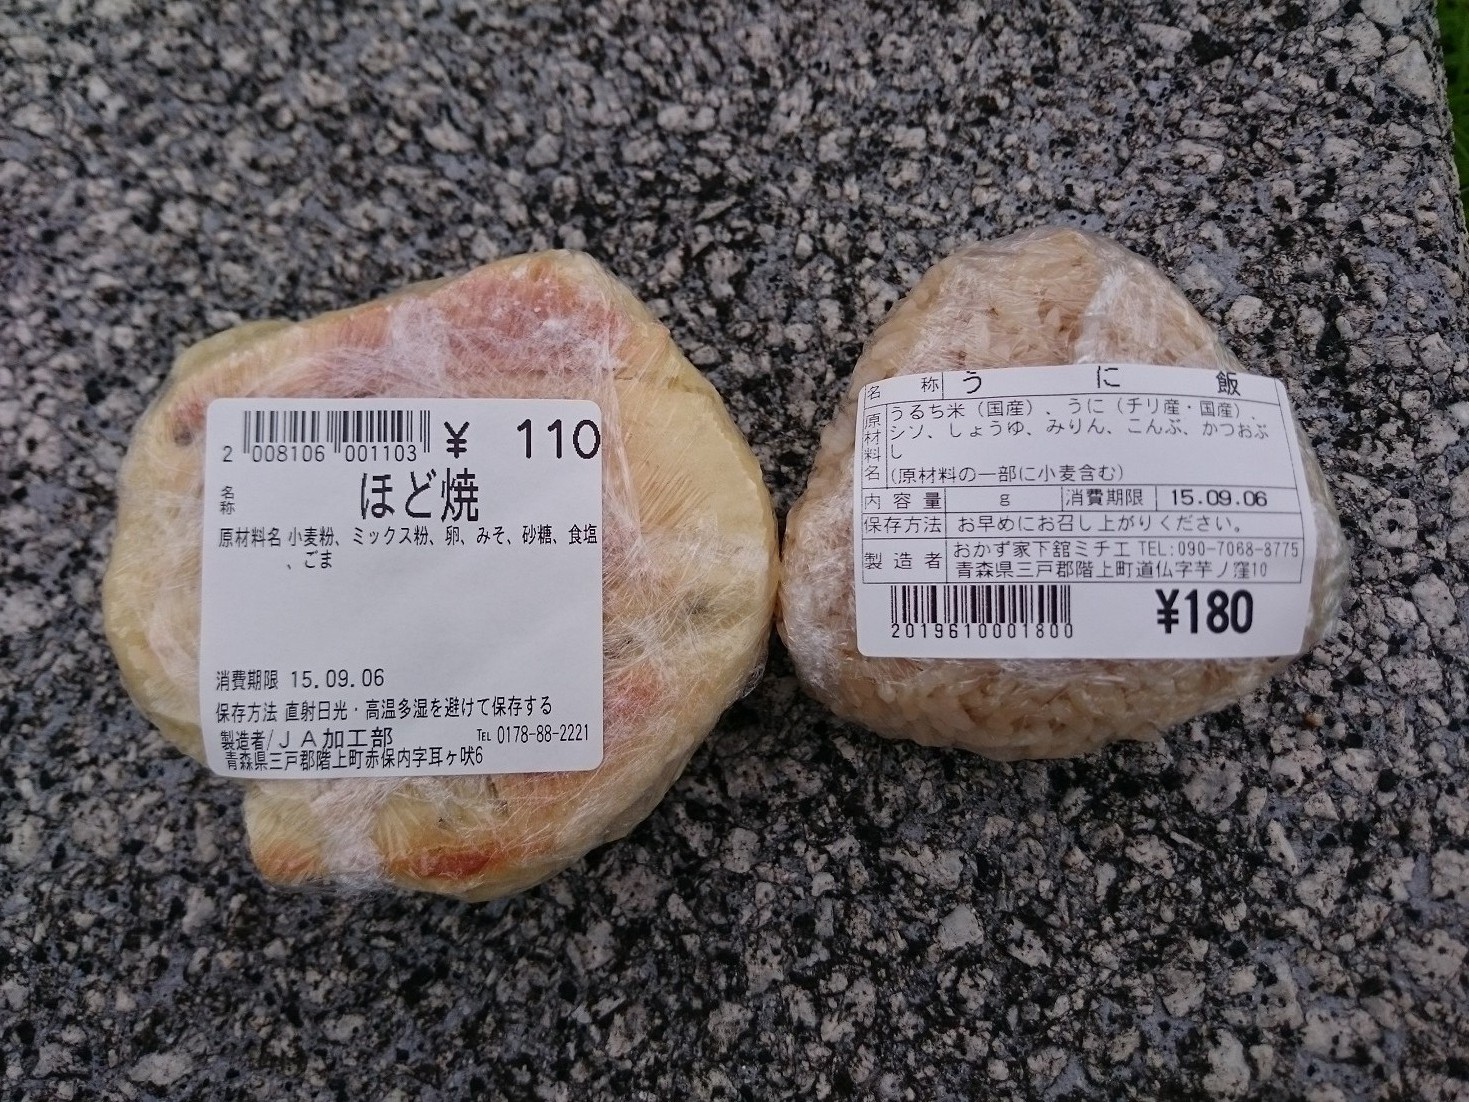 2 008106 001103 ¥ 110
名称 ほど焼
原材料名 小麦粉、ミックス粉、卵、みそ、砂糖、食塩
、ごま
消費期限 15.09.06
保存方法 直射日光・高温多湿を避けて保存する
製造者/JA加工部 TEL 0178-88-2221
青森県三戸郡階上町赤保内字耳ヶ吠6
名称 うに飯
原材料名 うるち米（国産）、うに（チリ産・国産）、
シソ、しょうゆ、みりん、こんぶ、かつおぶ
し
(原材料の一部に小麦含む)
内容量 g 消費期限 15.09.06
保存方法 お早めにお召し上がりください。
製造者 おかず家下舘ミチエ TEL:090-7068-8775
青森県三戸郡階上町道仏字芋ノ窪10
2019610001800 ¥180